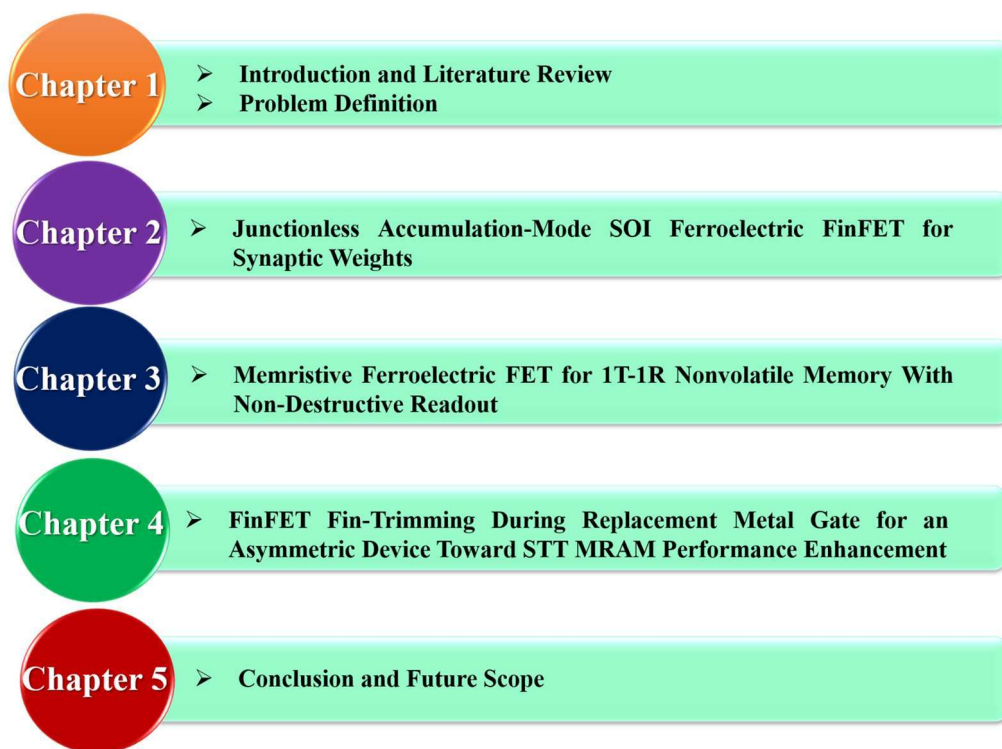 Chapter 1
➢ Introduction and Literature Review
➢ Problem Definition
Chapter 2
➢ Junctionless Accumulation-Mode SOI Ferroelectric FinFET for
Synaptic Weights
Chapter 3
➢ Memristive Ferroelectric FET for 1T-1R Nonvolatile Memory With
Non-Destructive Readout
Chapter 4
➢ FinFET Fin-Trimming During Replacement Metal Gate for an
Asymmetric Device Toward STT MRAM Performance Enhancement
Chapter 5
➢ Conclusion and Future Scope